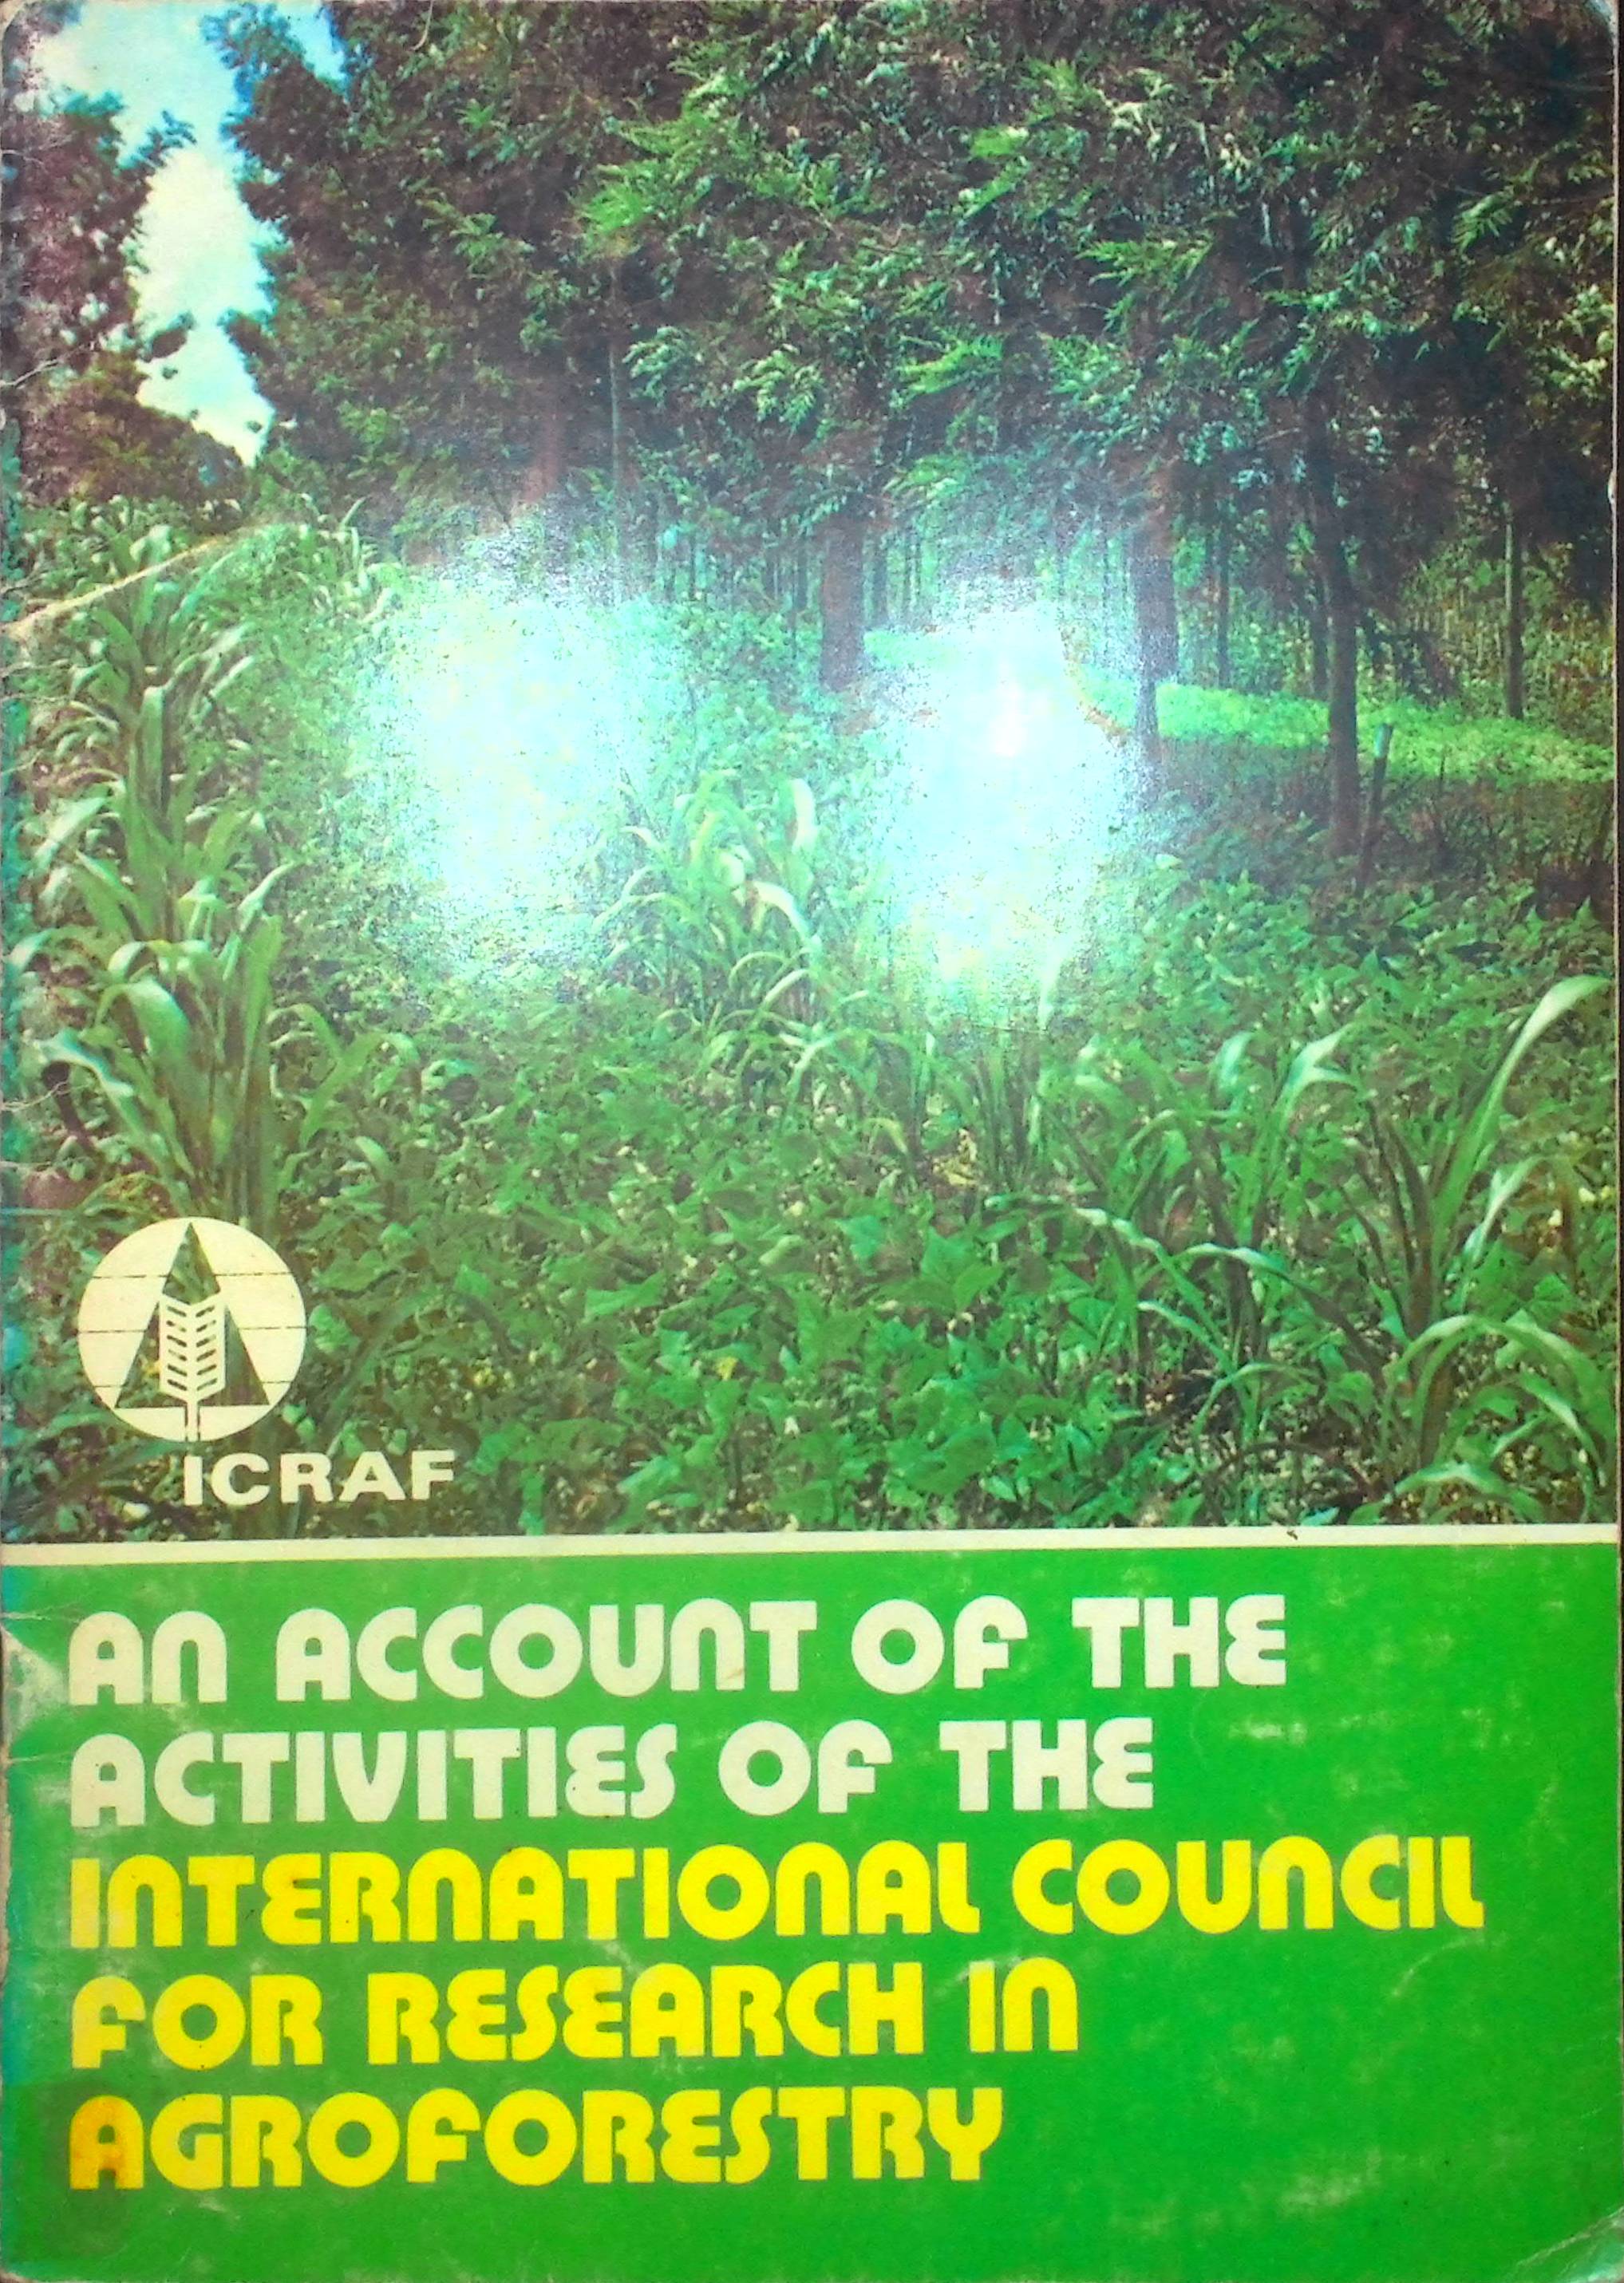 ICRAF
AN ACCOUNT OF THE
ACTIVITIES OF THE
INTERNATIONAL COUNCIL
FOR RESEARCH IN
AGROFORESTRY